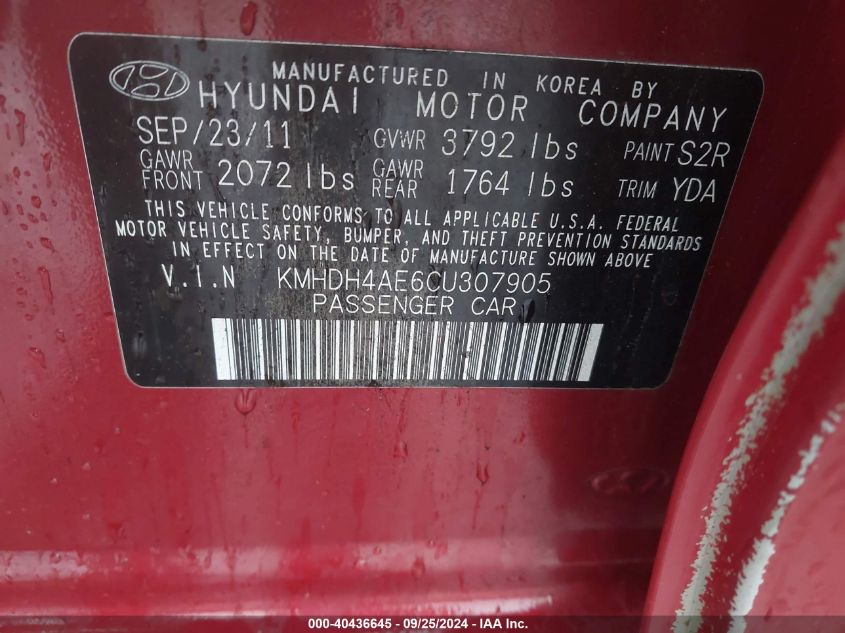 MANUFACTURED IN KOREA BY
HYUNDAI MOTOR COMPANY
SEP/23/11 GVWR 3792 lbs PAINT S2R
GAWR FRONT 2072 lbs GAWR REAR 1764 lbs TRIM YDA
THIS VEHICLE CONFORMS TO ALL APPLICABLE U.S.A. FEDERAL
MOTOR VEHICLE SAFETY, BUMPER, AND THEFT PREVENTION STANDARDS
IN EFFECT ON THE DATE OF MANUFACTURE SHOWN ABOVE
V.I.N KMHDH4AE6CU307905
PASSENGER CAR
000-40436645 - 09/25/2024 - IAA, Inc.